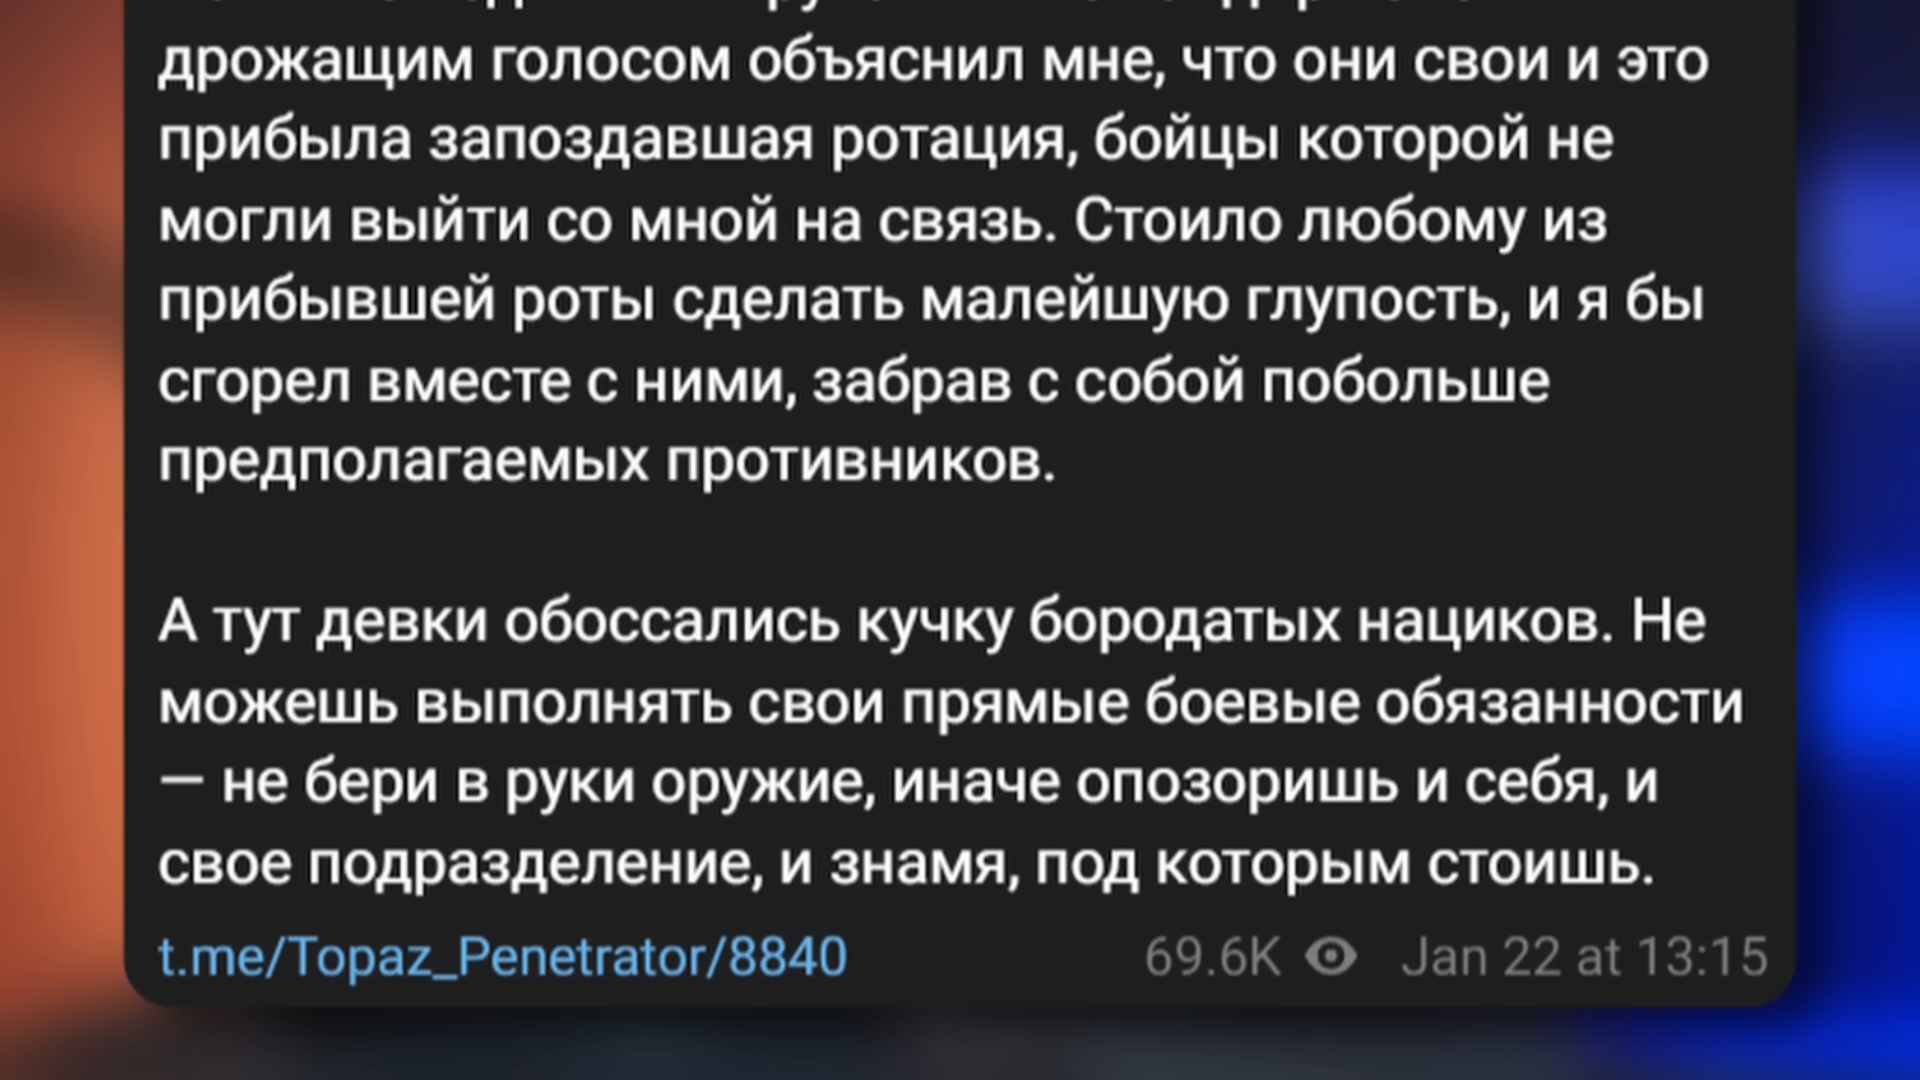 дрожащим голосом объяснил мне, что они свои и это
прибыла запоздавшая ротация, бойцы которой не
могли выйти со мной на связь. Стоило любому из
прибывшей роты сделать малейшую глупость, и я бы
сгорел вместе с ними, забрав с собой побольше
предполагаемых противников.
А тут девки обоссались кучку бородатых нациков. Не
можешь выполнять свои прямые боевые обязанности
— не бери в руки оружие, иначе опозоришь и себя, и
свое подразделение, и знамя, под которым стоишь.
t.me/Topaz_Penetrator/8840 69.6K Jan 22 at 13:15